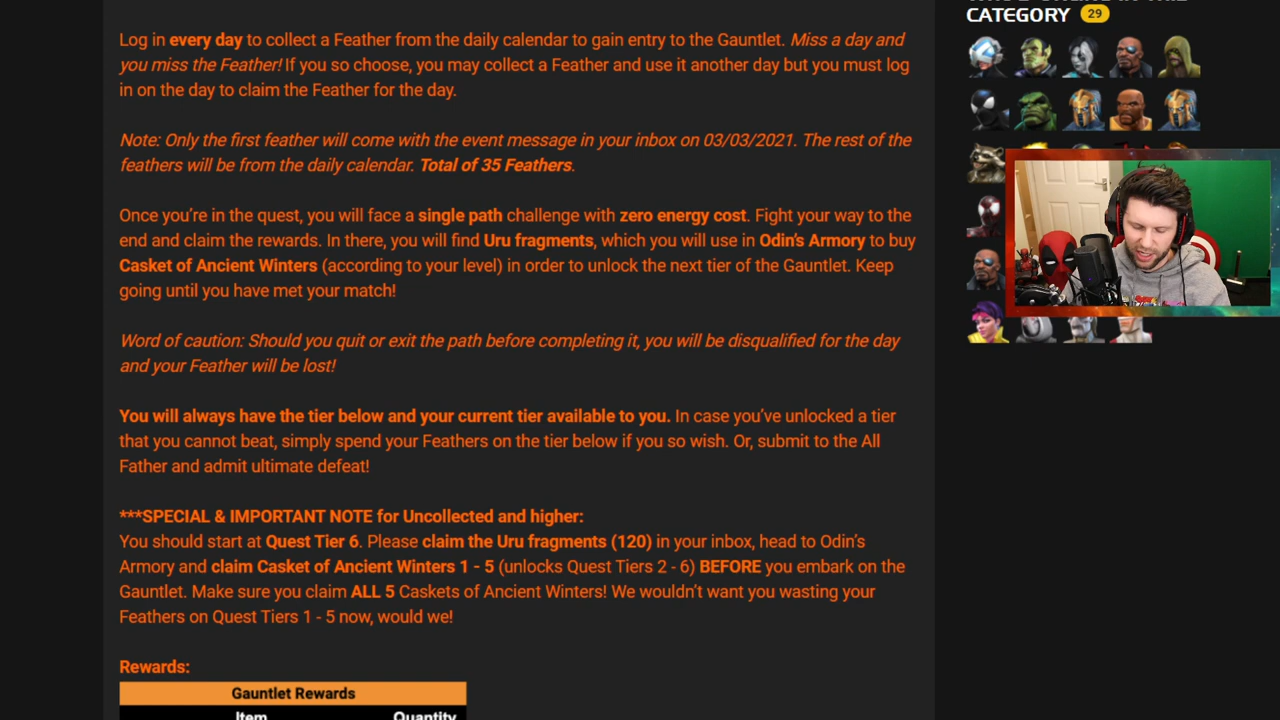 CATEGORY 29
Log in every day to collect a Feather from the daily calendar to gain entry to the Gauntlet. Miss a day and
you miss the Feather! If you so choose, you may collect a Feather and use it another day but you must log
in on the day to claim the Feather for the day.
Note: Only the first feather will come with the event message in your inbox on 03/03/2021. The rest of the
feathers will be from the daily calendar. Total of 35 Feathers.
Once you’re in the quest, you will face a single path challenge with zero energy cost. Fight your way to the
end and claim the rewards. In there, you will find Uru fragments, which you will use in Odin’s Armory to buy
Casket of Ancient Winters (according to your level) in order to unlock the next tier of the Gauntlet. Keep
going until you have met your match!
Word of caution: Should you quit or exit the path before completing it, you will be disqualified for the day
and your Feather will be lost!
You will always have the tier below and your current tier available to you. In case you’ve unlocked a tier
that you cannot beat, simply spend your Feathers on the tier below if you so wish. Or, submit to the All
Father and admit ultimate defeat!
***SPECIAL & IMPORTANT NOTE for Uncollected and higher:
You should start at Quest Tier 6. Please claim the Uru fragments (120) in your inbox, head to Odin’s
Armory and claim Casket of Ancient Winters 1 - 5 (unlocks Quest Tiers 2 - 6) BEFORE you embark on the
Gauntlet. Make sure you claim ALL 5 Caskets of Ancient Winters! We wouldn’t want you wasting your
Feathers on Quest Tiers 1 - 5 now, would we!
Rewards:
Gauntlet Rewards
Item Quantity